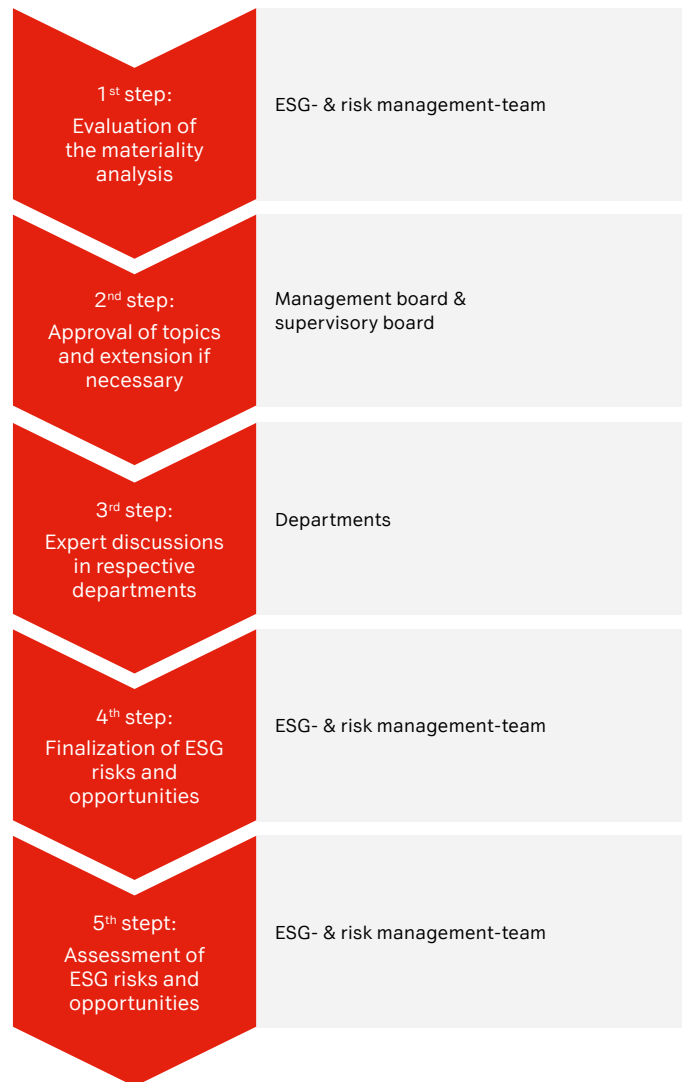 1st step:
Evaluation of
the materiality
analysis
ESG- & risk management-team
2nd step:
Approval of topics
and extension if
necessary
Management board &
supervisory board
3rd step:
Expert discussions
in respective
departments
Departments
4th step:
Finalization of ESG
risks and
opportunities
ESG- & risk management-team
5th stept:
Assessment of
ESG risks and
opportunities
ESG- & risk management-team